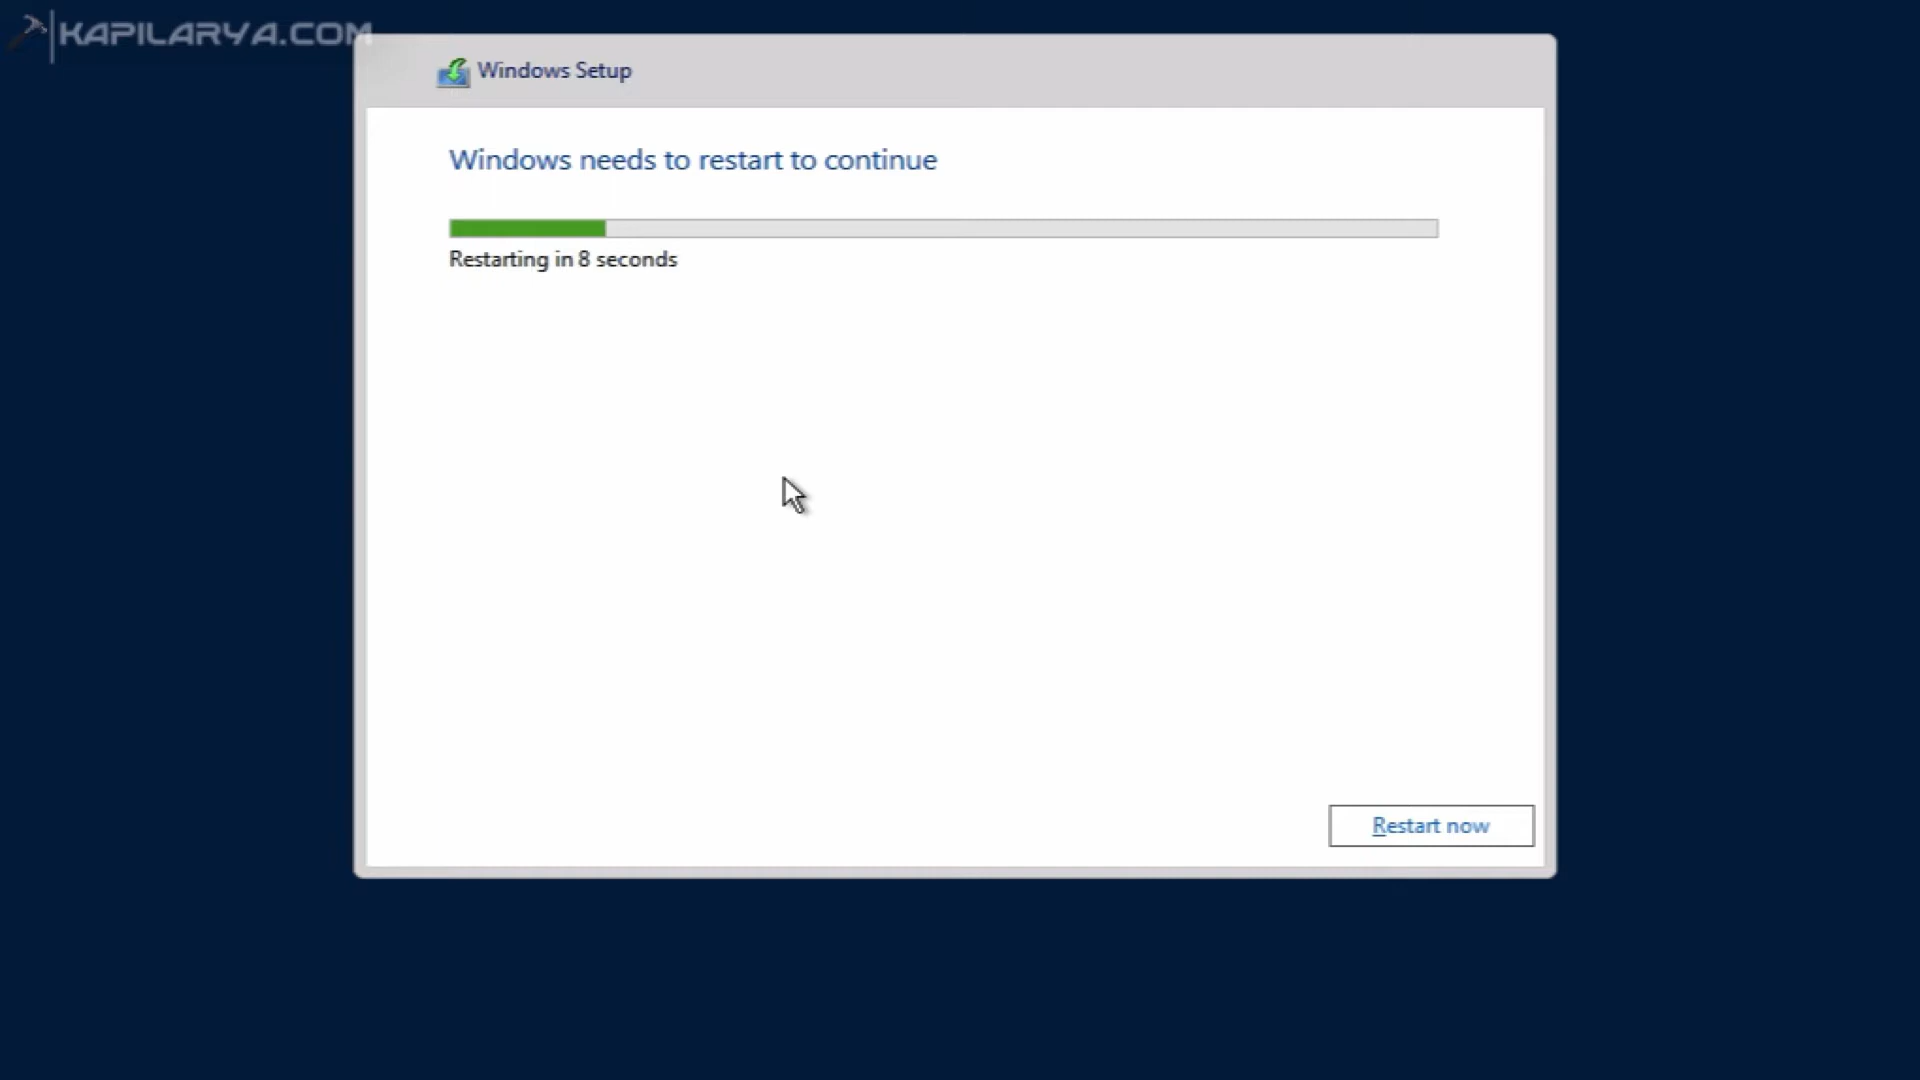 KAPILARYA.COM
Windows Setup
Windows needs to restart to continue
Restarting in 8 seconds
Restart now